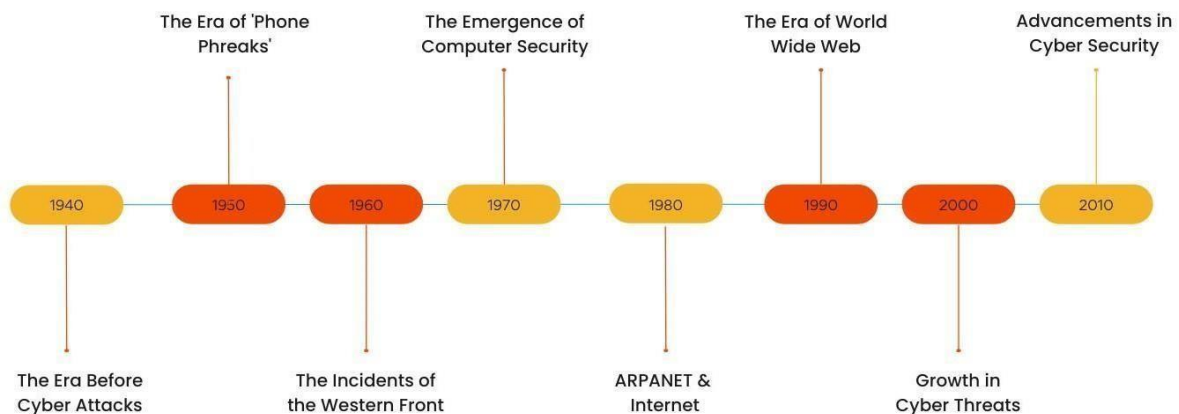 The Era of 'Phone
Phreaks'
The Emergence of
Computer Security
The Era of World
Wide Web
Advancements in
Cyber Security
1940
1950
1960
1970
1980
1990
2000
2010
The Era Before
Cyber Attacks
The Incidents of
the Western Front
ARPANET &
Internet
Growth in
Cyber Threats